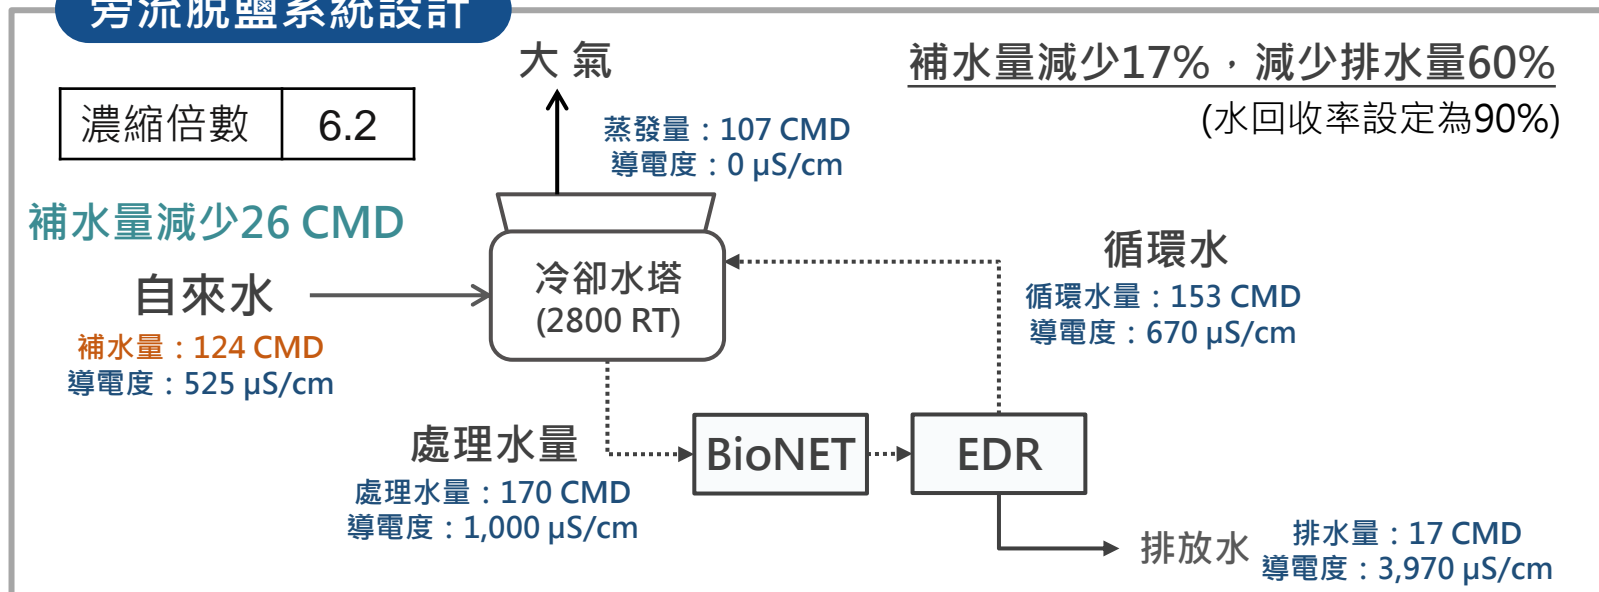 旁流脫鹽系統設計
大 氣
補水量減少17%，減少排水量60%
(水回收率設定為90%)
濃縮倍數 6.2
蒸發量：107 CMD
導電度：0 μS/cm
補水量減少26 CMD
自來水
補水量：124 CMD
導電度：525 μS/cm
冷卻水塔
(2800 RT)
循環水
循環水量：153 CMD
導電度：670 μS/cm
處理水量
處理水量：170 CMD
導電度：1,000 μS/cm
BioNET
EDR
排放水
排水量：17 CMD
導電度：3,970 μS/cm